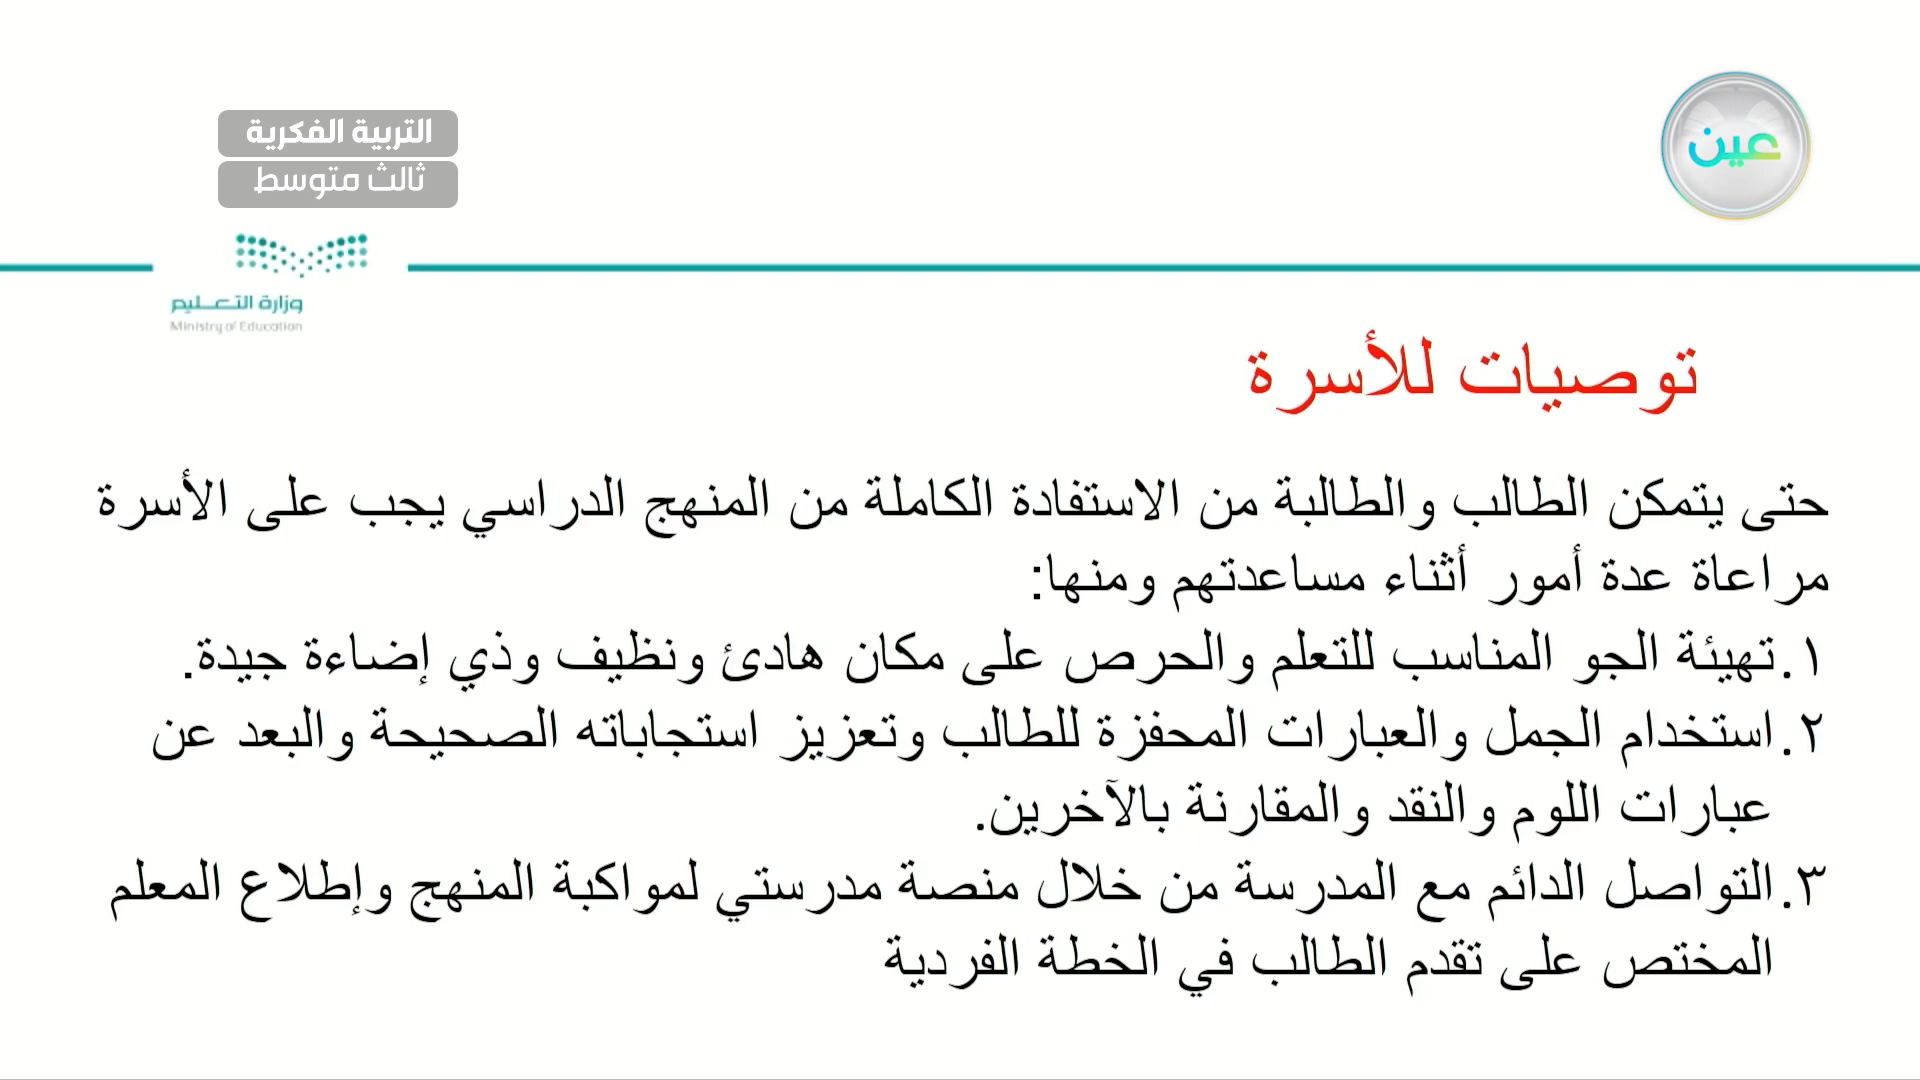 عين
التربية الفكرية
ثالث متوسط
وزارة التعليم
Ministry of Education
توصيات للأسرة
حتى يتمكن الطالب والطالبة من الاستفادة الكاملة من المنهج الدراسي يجب على الأسرة
مراعاة عدة أمور أثناء مساعدتهم ومنها:
١. تهيئة الجو المناسب للتعلم والحرص على مكان هادئ ونظيف وذي إضاءة جيدة.
٢. استخدام الجمل والعبارات المحفزة للطالب وتعزيز استجاباته الصحيحة والبعد عن
عبارات اللوم والنقد والمقارنة بالآخرين.
٣. التواصل الدائم مع المدرسة من خلال منصة مدرستي لمواكبة المنهج وإطلاع المعلم
المختص على تقدم الطالب في الخطة الفردية